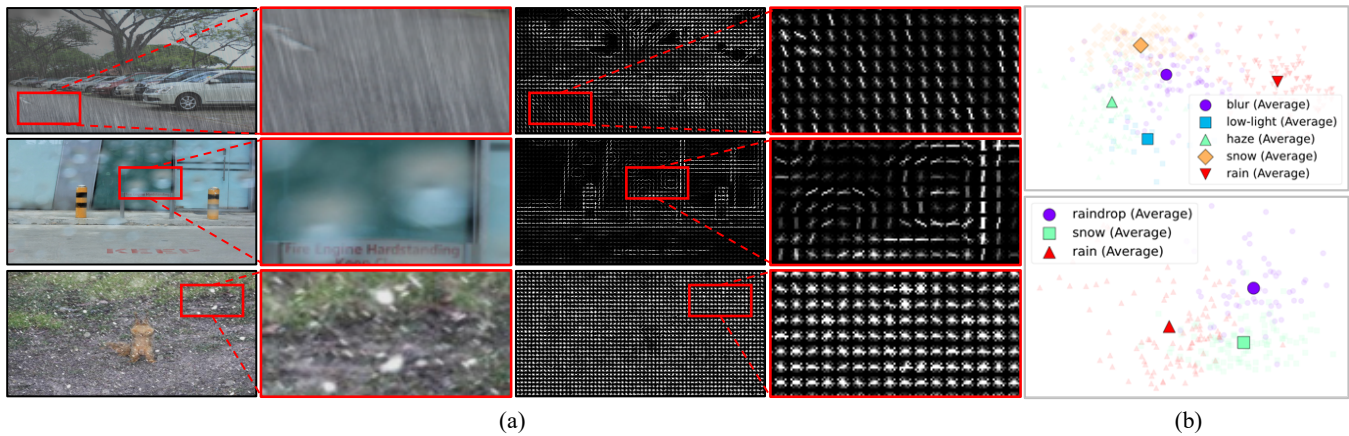 blur (Average)
low-light (Average)
haze (Average)
snow (Average)
rain (Average)
Fire Engine Hardstanding
KEEP
raindrop (Average)
snow (Average)
rain (Average)
(a)
(b)